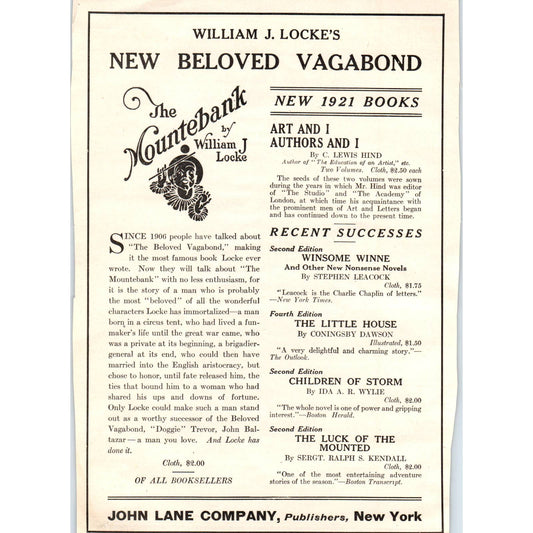 WILLIAM J. LOCKE'S
NEW BELOVED VAGABOND
The
Mountebank
by
William J
Locke
SINCE 1906 people have talked about
"The Beloved Vagabond," making
it the most famous book Locke ever
wrote. Now they will talk about "The
Mountebank" with no less enthusiasm, for
it is the story of a man who is probably
the most "beloved" of all the wonderful
characters Locke has immortalized—a man
born in a circus tent, who had lived a fun-
maker's life until the great war came, who
was a private at its beginning, a brigadier-
general at its end, who could then have
married into the English aristocracy, but
chose to honor, until fate released him, the
ties that bound him to a woman who had
shared his ups and downs of fortune.
Only Locke could make such a man stand
out as a worthy successor of the Beloved
Vagabond, "Doggie" Trevor, John Bal-
tazar—a man you love. And Locke has
done it.
Cloth, $2.00
OF ALL BOOKSELLERS
NEW 1921 BOOKS
ART AND I
AUTHORS AND I
By C. LEWIS HIND
Author of "The Education of an Artist," etc.
Two Volumes. Cloth, $2.50 each
The seeds of these two volumes were sown
during the years in which Mr. Hind was editor
of "The Studio" and "The Academy" of
London, at which time his acquaintance with
the prominent men of Art and Letters began
and has continued down to the present time.
RECENT SUCCESSES
Second Edition
WINSOME WINNE
And Other New Nonsense Novels
By STEPHEN LEACOCK
Cloth, $1.75
"Leacock is the Charlie Chaplin of letters."
—New York Times.
Fourth Edition
THE LITTLE HOUSE
By CONINGSBY DAWSON
Illustrated, $1.50
"A very delightful and charming story."—
The Outlook.
Second Edition
CHILDREN OF STORM
By IDA A. R. WYLIE
Cloth, $2.00
"The whole novel is one of power and gripping
interest."—Boston Herald.
Second Edition
THE LUCK OF THE
MOUNTED
By SERGT. RALPH S. KENDALL
Cloth, $2.00
"One of the most entertaining adventure
stories of the season."—Boston Transcript.
JOHN LANE COMPANY, Publishers, New York